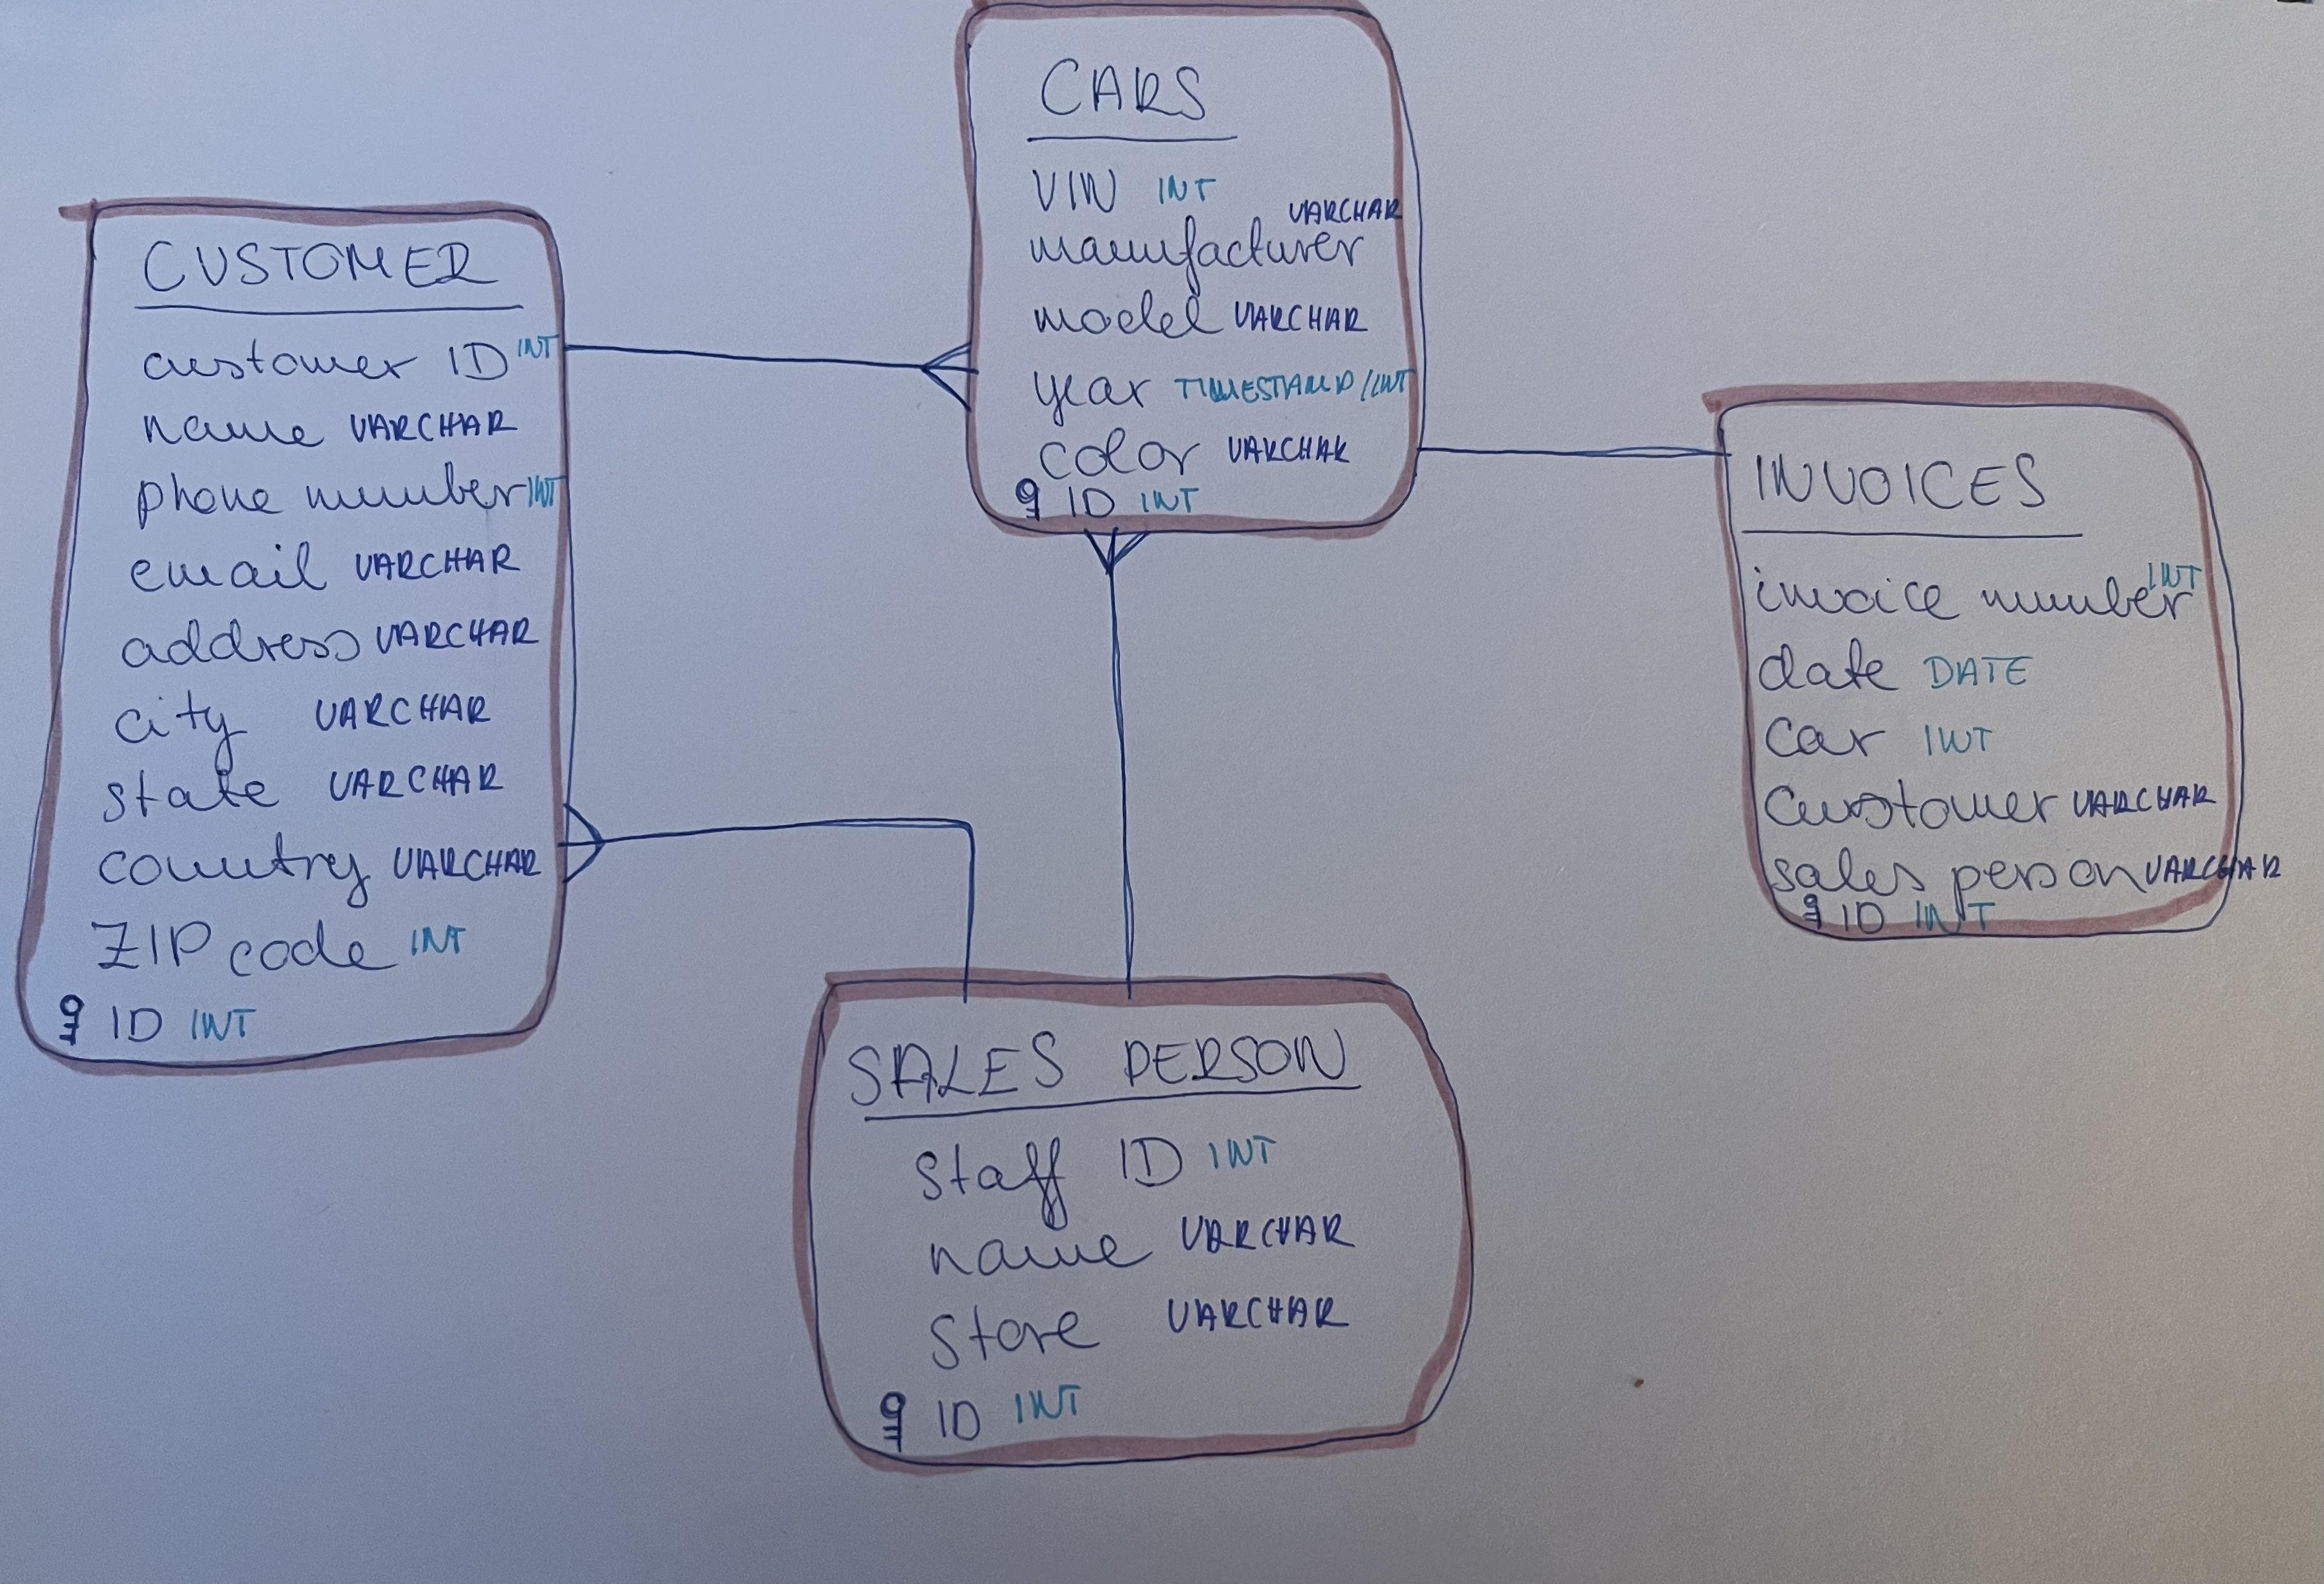 CARS
VIN INT
manufacturer VARCHAR
model VARCHAR
year TIMESTAMP/INT
color VARCHAR
ID INT
CUSTOMER
customer ID INT
name VARCHAR
phone number INT
email VARCHAR
address VARCHAR
city VARCHAR
state VARCHAR
country VARCHAR
ZIP code INT
ID INT
INVOICES
invoice number INT
date DATE
car INT
Customer VARCHAR
sales person VARCHAR
ID INT
SALES PERSON
Staff ID INT
name VARCHAR
Store VARCHAR
ID INT